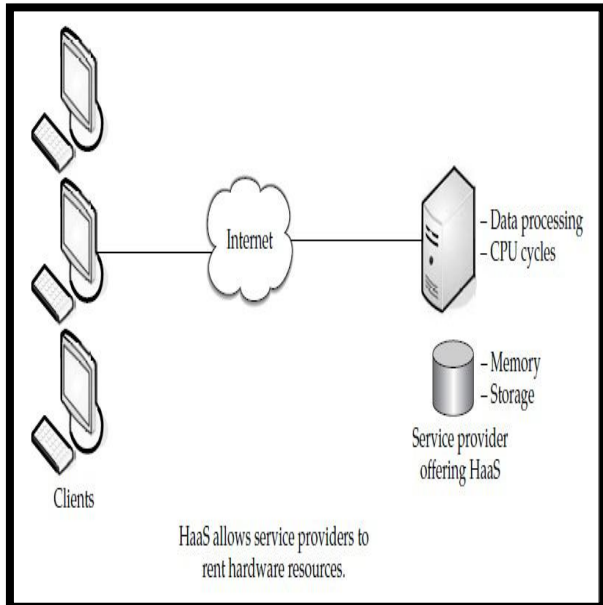 Internet
– Data processing
– CPU cycles
– Memory
– Storage
Service provider
offering HaaS
Clients
HaaS allows service providers to
rent hardware resources.